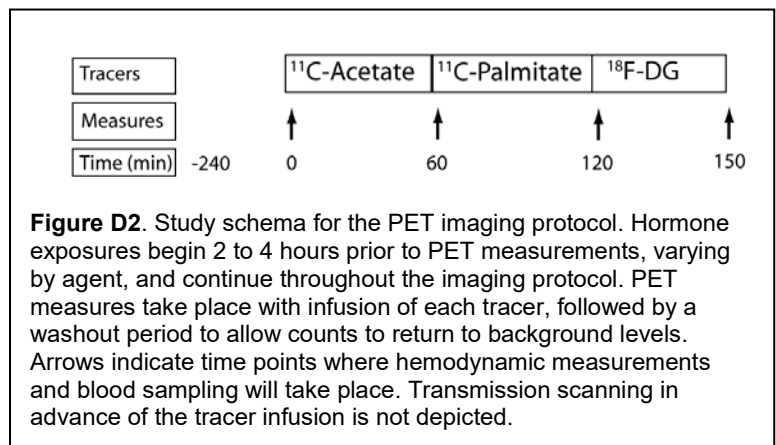 Tracers ¹¹C-Acetate ¹¹C-Palmitate ¹⁸F-DG
Measures
Time (min) -240 0 60 120 150
Figure D2. Study schema for the PET imaging protocol. Hormone
exposures begin 2 to 4 hours prior to PET measurements, varying
by agent, and continue throughout the imaging protocol. PET
measures take place with infusion of each tracer, followed by a
washout period to allow counts to return to background levels.
Arrows indicate time points where hemodynamic measurements
and blood sampling will take place. Transmission scanning in
advance of the tracer infusion is not depicted.